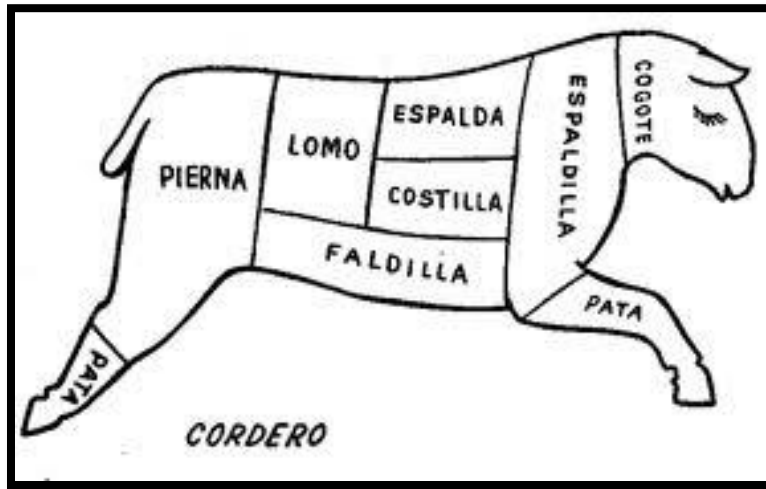 PIERNA
LOMO
ESPALDA
COSTILLA
FALDILLA
ESPALDILLA
COGOTE
PATA
PATA
CORDERO